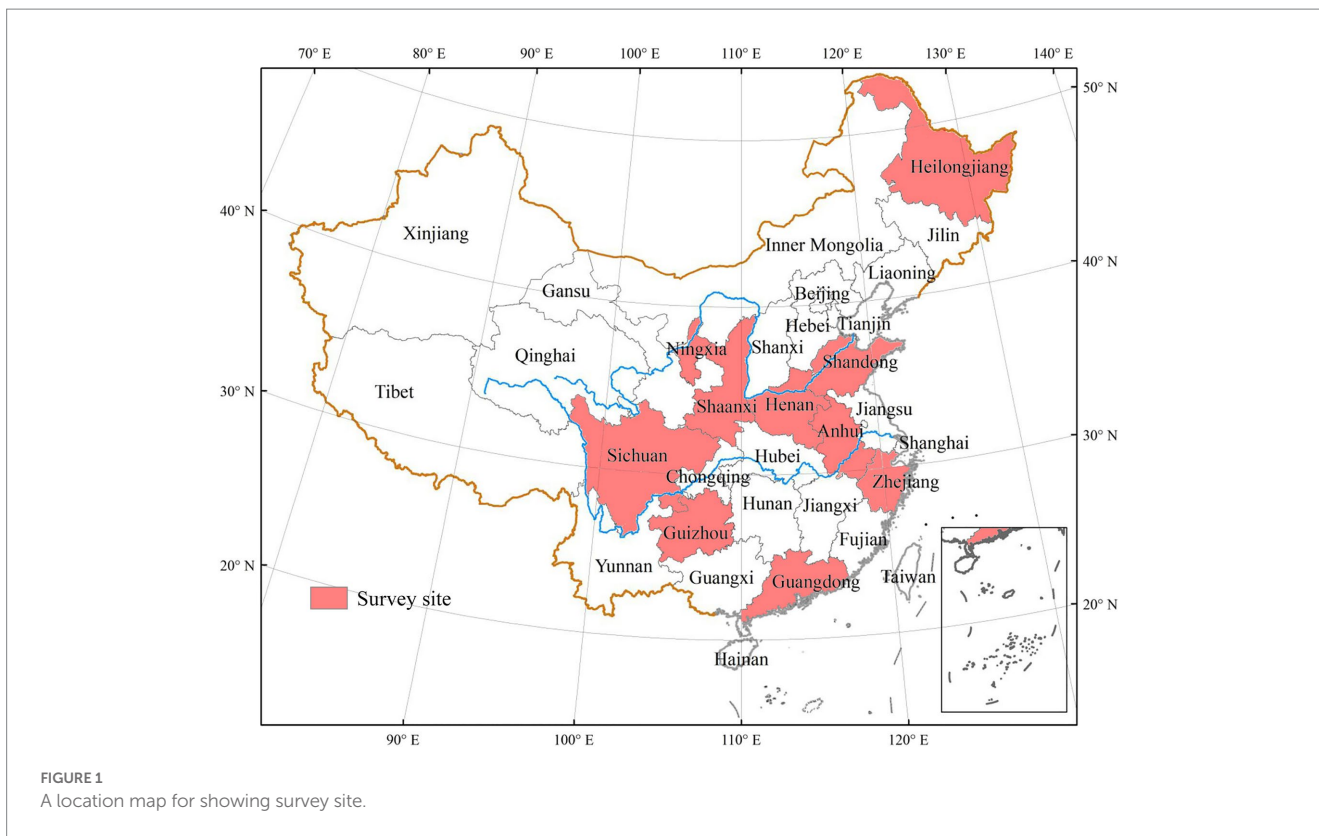 70° E 80° E 90° E 100° E 110° E 120° E 130° E 140° E
50° N
Heilongjiang
40° N
Xinjiang
Jilin
Inner Mongolia
40° N
Liaoning
Gansu
Beijing
Hebei Tianjin
Ningxia Shanxi
Qinghai
Shandong
Tibet
30° N
Shaanxi Henan Jiangsu
Anhui
30° N
Shanghai
Sichuan Hubei
Chongqing Zhejiang
Hunan Jiangxi
Guizhou
Fujian
20° N
Yunnan Guangxi Guangdong Taiwan
Survey site
20° N
Hainan
90° E 100° E 110° E 120° E
FIGURE 1
A location map for showing survey site.